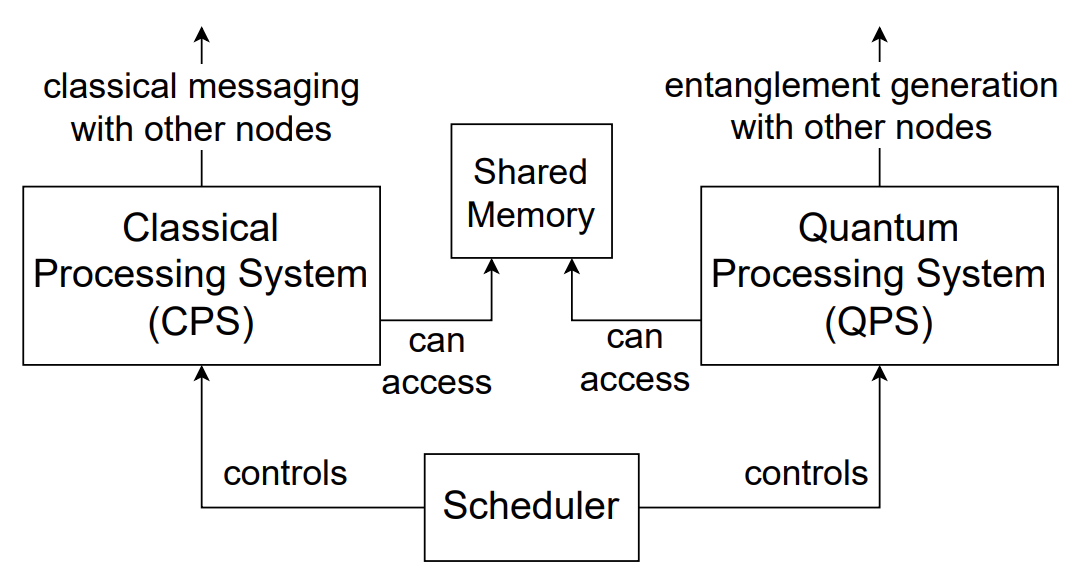 classical messaging
with other nodes
entanglement generation
with other nodes
Shared
Memory
Classical
Processing System
(CPS)
Quantum
Processing System
(QPS)
can
access
can
access
controls
controls
Scheduler